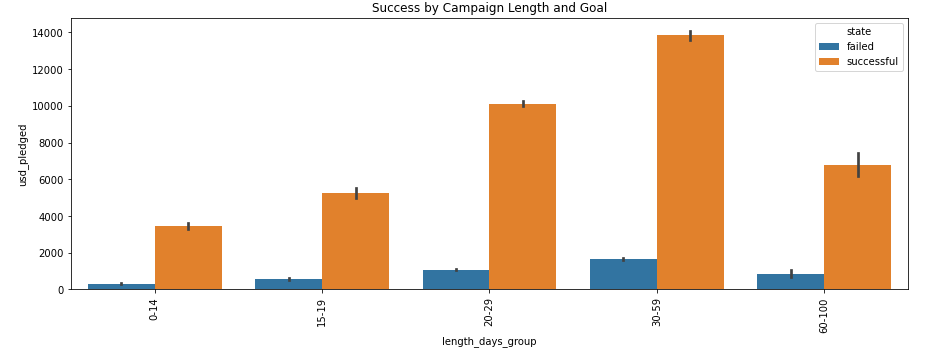 Success by Campaign Length and Goal
usd_pledged
14000
12000
10000
8000
6000
4000
2000
0
state
failed
successful
0-14
15-19
20-29
30-59
60-100
length_days_group